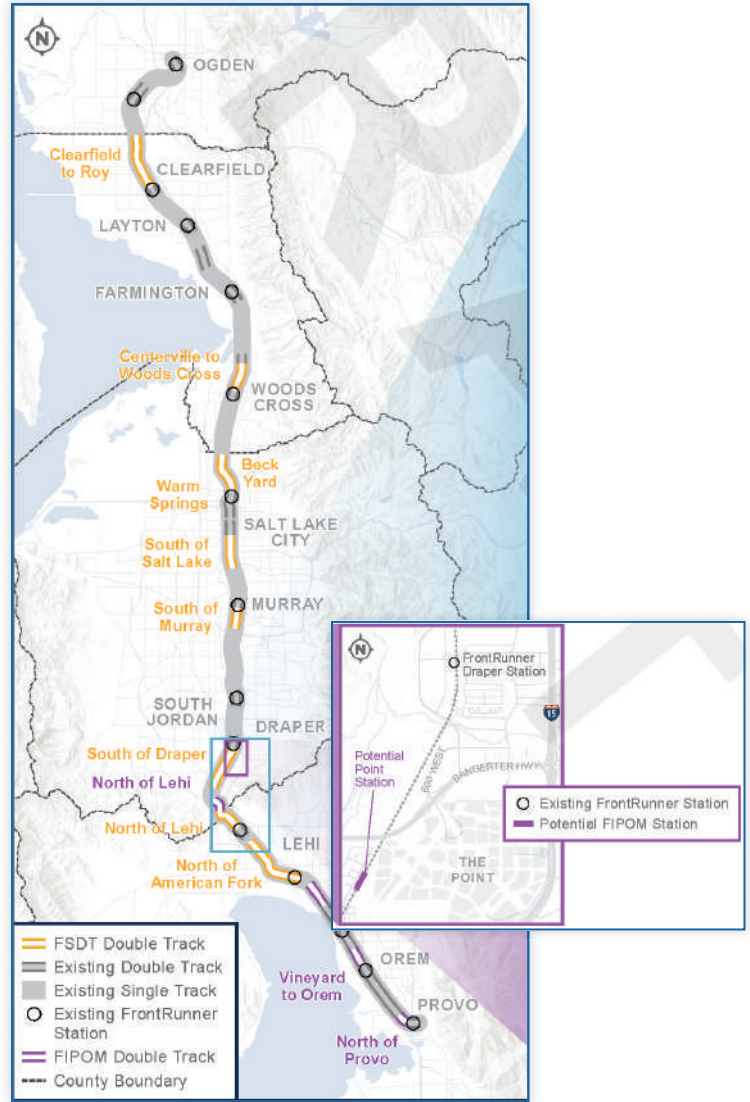 N
OGDEN
Clearfield
to Roy
CLEARFIELD
LAYTON
FARMINGTON
Centerville to
Woods Cross
WOODS
CROSS
Beck
Yard
Warm
Springs
SALT LAKE
CITY
South of
Salt Lake
MURRAY
South of
Murray
SOUTH
JORDAN
DRAPER
South of Draper
North of Lehi
North of Lehi
LEHI
North of
American Fork
OREM
Vineyard
to Orem
PROVO
North of
Provo
FSDT Double Track
Existing Double Track
Existing Single Track
Existing FrontRunner
Station
FIPOM Double Track
County Boundary
N
FrontRunner
Draper Station
15
Potential
Point
Station
600 WEST
BANGERTER HWY
THE
POINT
Existing FrontRunner Station
Potential FIPOM Station